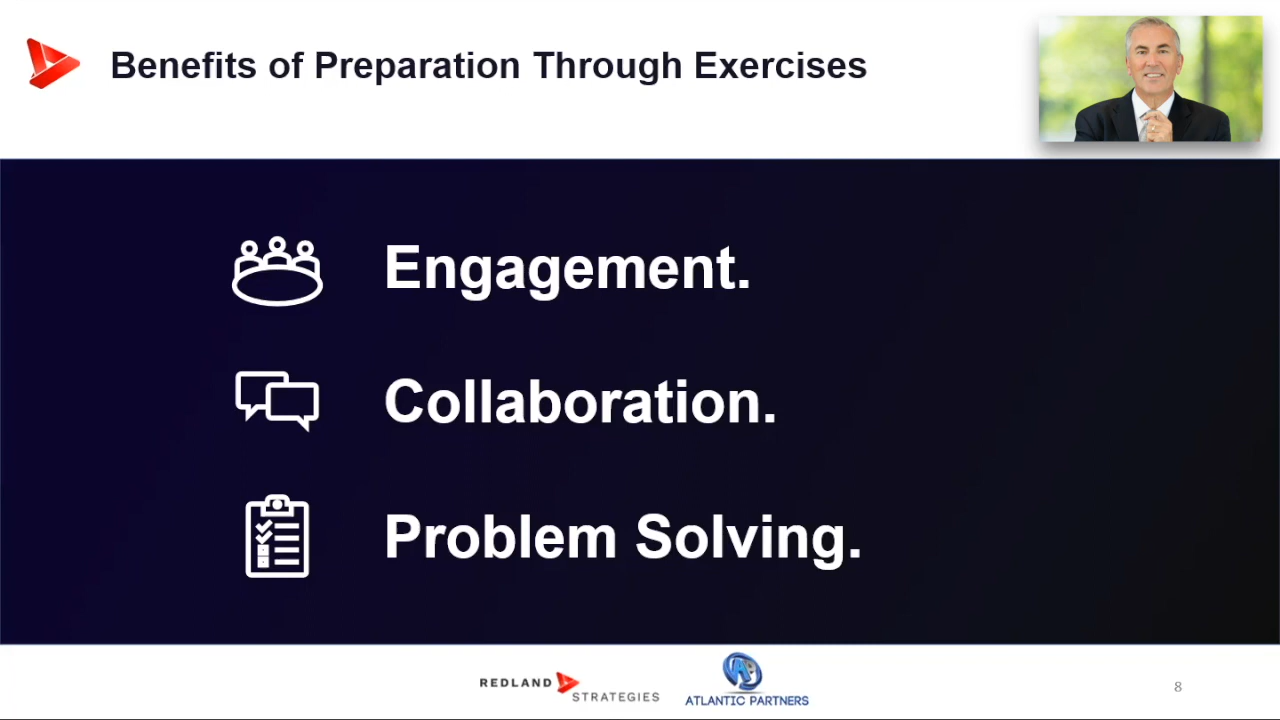 Benefits of Preparation Through Exercises
Engagement.
Collaboration.
Problem Solving.
REDLAND
STRATEGIES
ATLANTIC PARTNERS
8